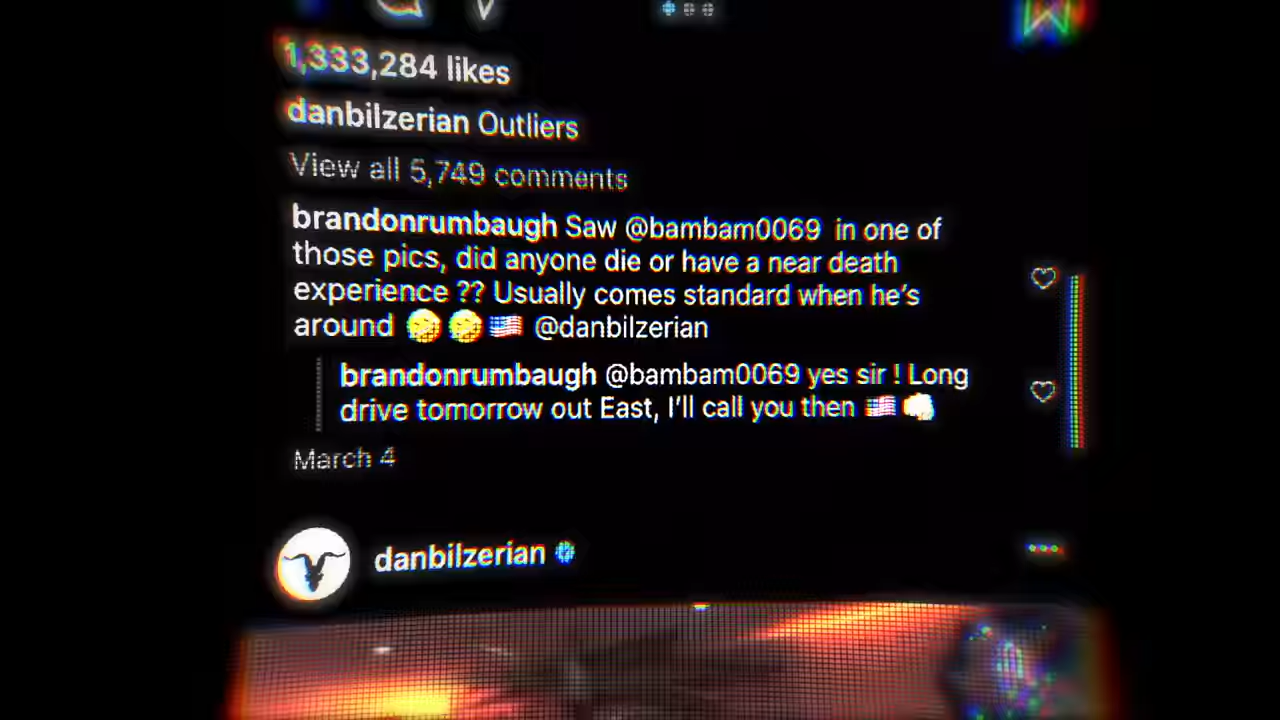 1,333,284 likes
danbilzerian Outliers
View all 5,749 comments
brandonrumbaugh Saw @bambam0069 in one of
those pics, did anyone die or have a near death
experience ?? Usually comes standard when he's
around 🤔🤔🇺🇸 @danbilzerian
brandonrumbaugh @bambam0069 yes sir ! Long
drive tomorrow out East, I'll call you then 🇺🇸👊
March 4
danbilzerian